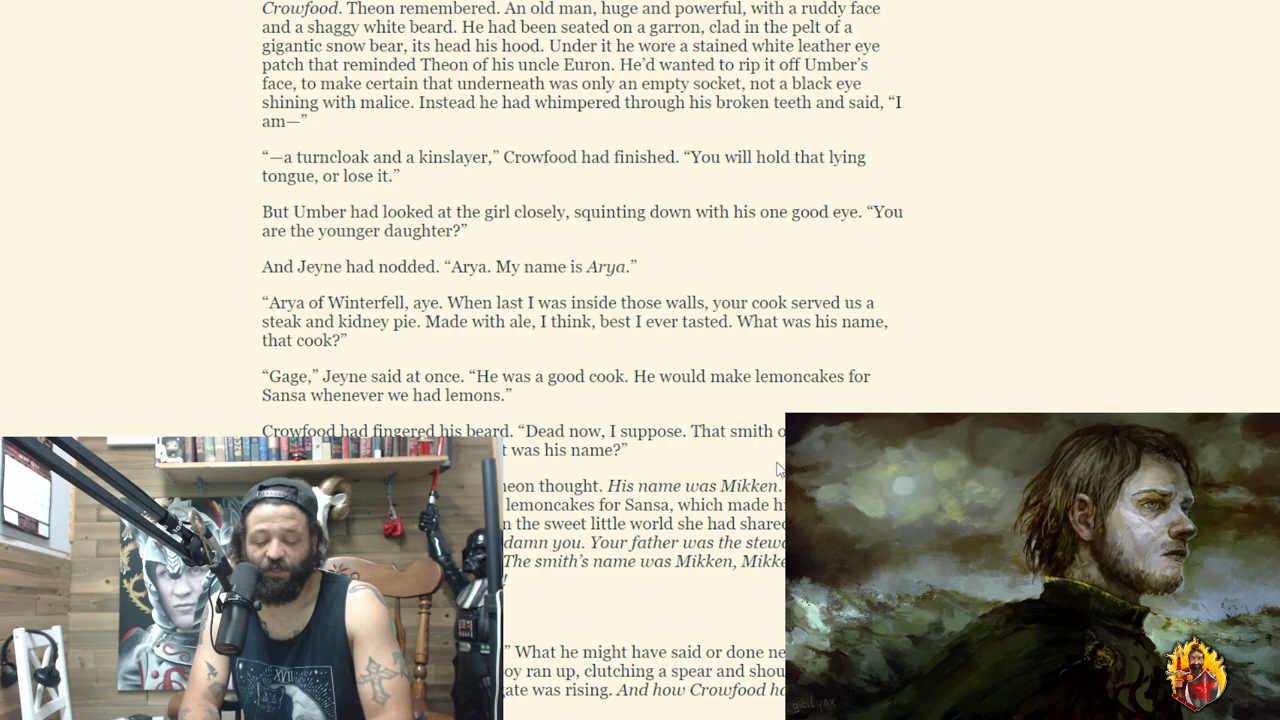 Crowfood. Theon remembered. An old man, huge and powerful, with a ruddy face
and a shaggy white beard. He had been seated on a garron, clad in the pelt of a
gigantic snow bear, its head his hood. Under it he wore a stained white leather eye
patch that reminded Theon of his uncle Euron. He’d wanted to rip it off Umber’s
face, to make certain that underneath was only an empty socket, not a black eye
shining with malice. Instead he had whimpered through his broken teeth and said, “I
am—”
“—a turncloak and a kinslayer,” Crowfood had finished. “You will hold that lying
tongue, or lose it.”
But Umber had looked at the girl closely, squinting down with his one good eye. “You
are the younger daughter?”
And Jeyne had nodded. “Arya. My name is Arya.”
“Arya of Winterfell, aye. When last I was inside those walls, your cook served us a
steak and kidney pie. Made with ale, I think, best I ever tasted. What was his name,
that cook?”
“Gage,” Jeyne said at once. “He was a good cook. He would make lemoncakes for
Sansa whenever we had lemons.”
Crowfood had fingered his beard. “Dead now, I suppose. That smith o
was his name?”
eon thought. His name was Mikken.
lemoncakes for Sansa, which made hi
n the sweet little world she had share
damn you. Your father was the stew
The smith’s name was Mikken, Mikke
!
” What he might have said or done ne
oy ran up, clutching a spear and shou
ate was rising. And how Crowfood ha
XVII